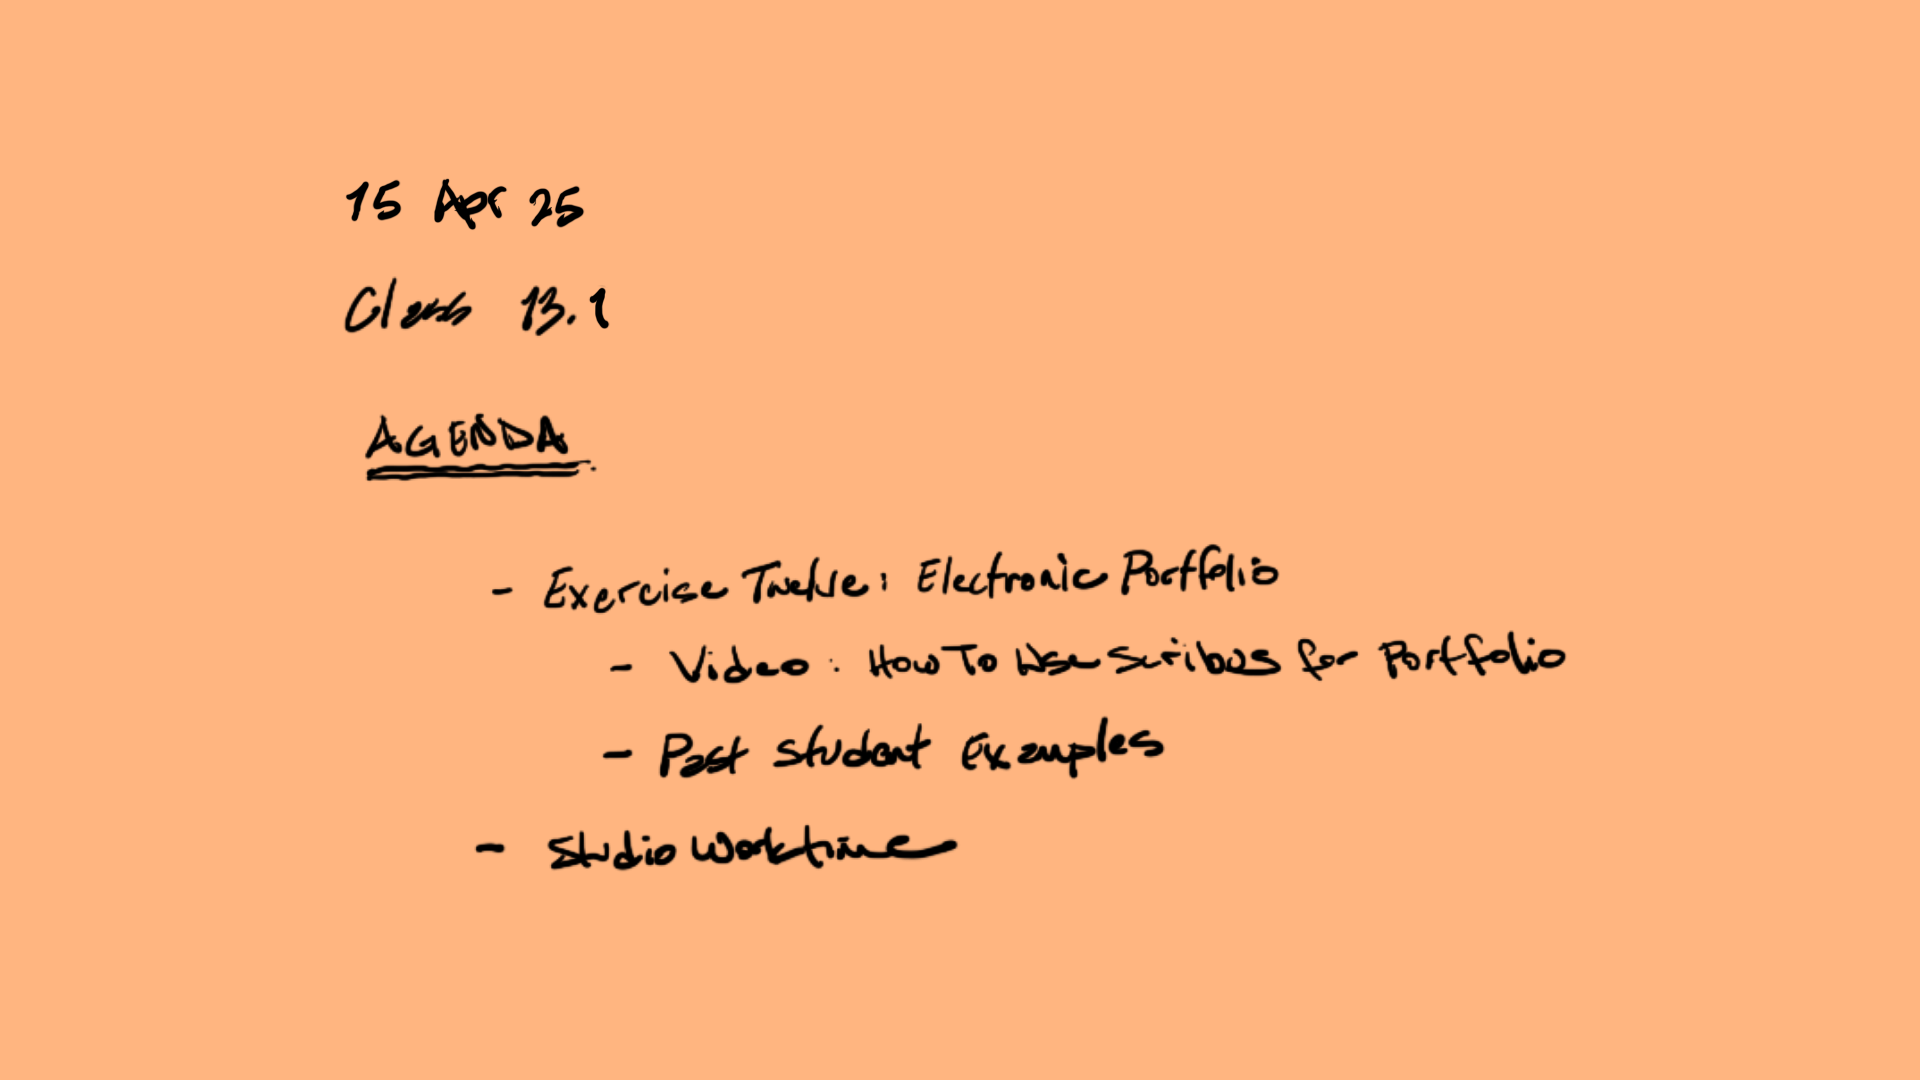 15 Apr 25
Class 13.1
AGENDA
- Exercise Twelve: Electronic Portfolio
- Video: How To Use Scribus for Portfolio
- Past Student Examples
- Studio Worktime